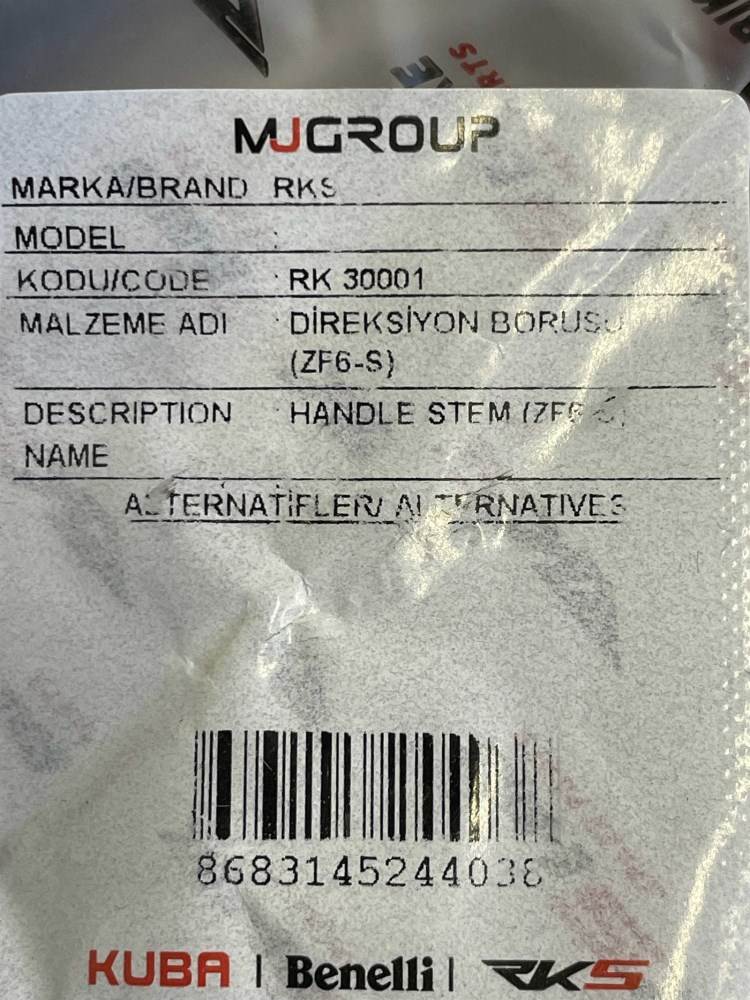 MJGROUP
MARKA/BRAND RKS
MODEL :
KODU/CODE : RK 30001
MALZEME ADI : DİREKSİYON BORUSU
(ZF6-S)
DESCRIPTION : HANDLE STEM (ZF6-S)
NAME
ALTERNATİFLER/ ALTERNATIVES
8683145244038
KUBA | Benelli | RKS